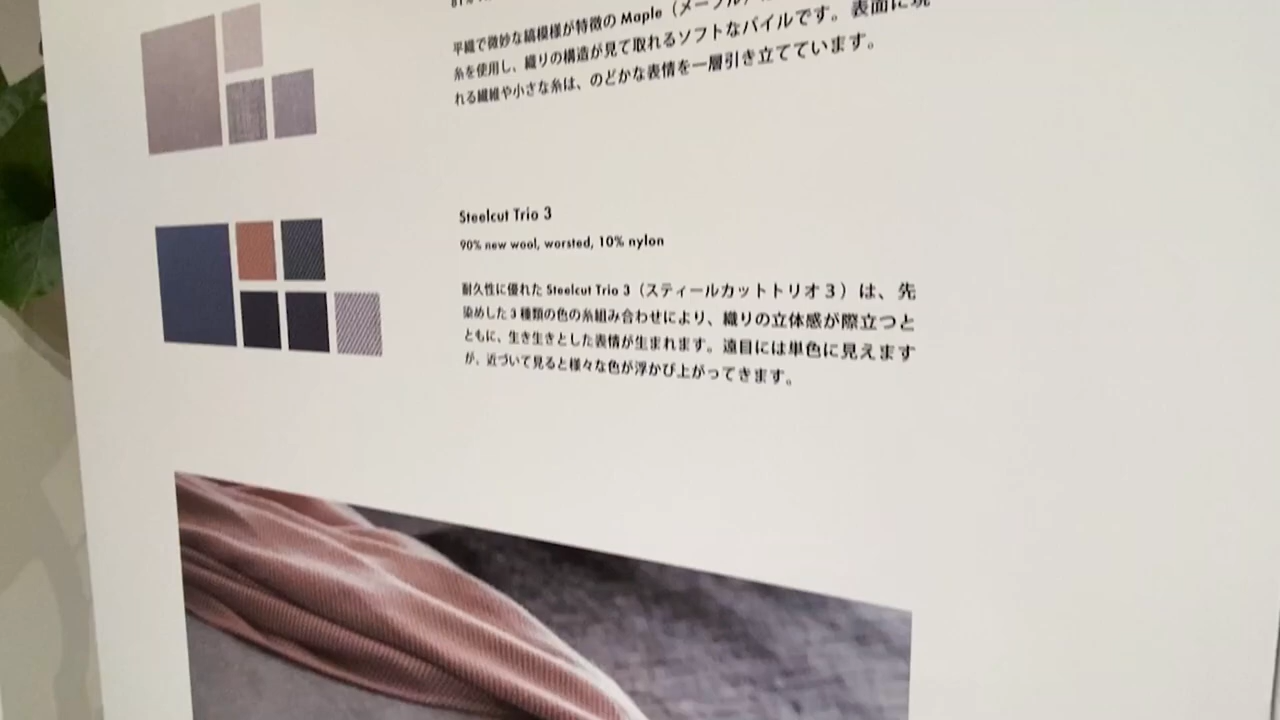 平織で微妙な縞模様が特徴の Maple（メープル）
糸を使用し、織りの構造が見て取れるソフトなパイルです。表面に現
れる繊維や小さな糸は、のどかな表情を一層引き立てています。
Steelcut Trio 3
90% new wool, worsted, 10% nylon
耐久性に優れた Steelcut Trio 3（スティールカットトリオ３）は、先
染めした 3 種類の色の糸組み合わせにより、織りの立体感が際立つと
ともに、生き生きとした表情が生まれます。遠目には単色に見えます
が、近づいて見ると様々な色が浮かび上がってきます。